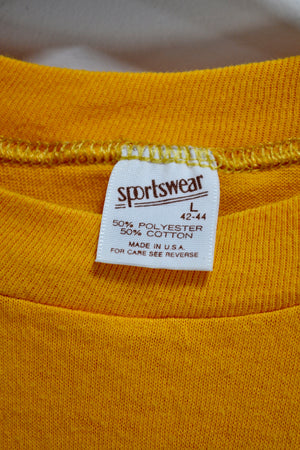 sportswear
L
42-44
50% POLYESTER
50% COTTON
MADE IN U.S.A.
FOR CARE SEE REVERSE